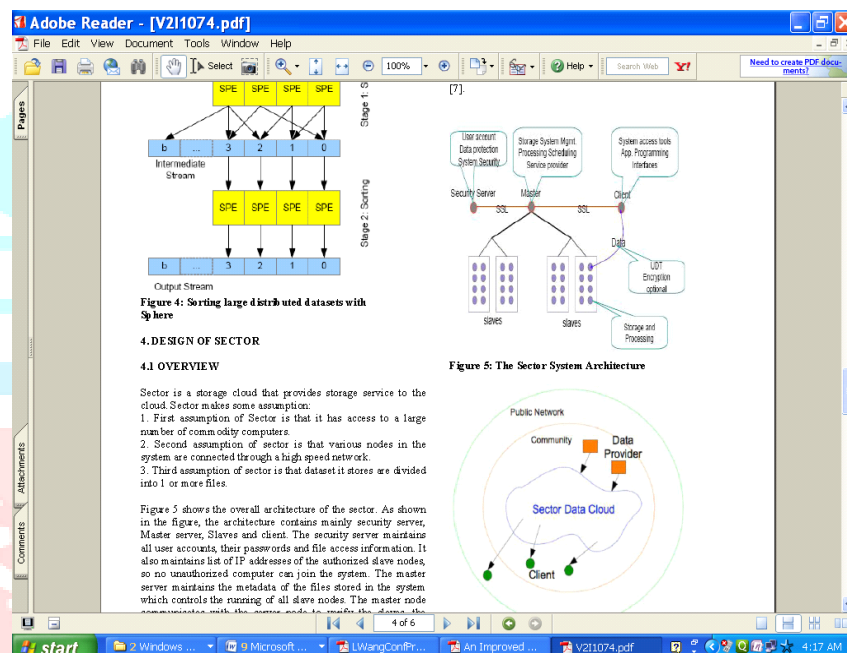 Adobe Reader - [V2I1074.pdf]
File Edit View Document Tools Window Help
Select 100% Help Search Web Y! Need to create PDF docu-
ments?
Pages
Attachments
Comments
SPE SPE SPE SPE
b ... 3 2 1 0
Intermediate
Stream
SPE SPE SPE SPE
Stage 2: Sorting
b ... 3 2 1 0
Output Stream
Figure 4: Sorting large distributed datasets with
Sphere
4.DESIGN OF SECTOR
4.1 OVERVIEW
Sector is a storage cloud that provides storage service to the
cloud. Sector makes some assumption:
1. First assumption of Sector is that it has access to a large
number of commodity computers.
2. Second assumption of sector is that various nodes in the
system are connected through a high speed network.
3. Third assumption of sector is that dataset it stores are divided
into 1 or more files.
Figure 5 shows the overall architecture of the sector. As shown
in the figure, the architecture contains mainly security server,
Master server, Slaves and client. The security server maintains
all user accounts, their passwords and file access information. It
also maintains list of IP addresses of the authorized slave nodes,
so no unauthorized computer can join the system. The master
server maintains the metadata of the files stored in the system
which controls the running of all slave nodes. The master node
communicates with the server node to verify the slaves, the
[7].
User account
Data protection
System Security
Storage System Mgmt.
Processing Scheduling
Service provider
System access tools
App. Programming
Interfaces
Security Server Master Client
SSL SSL
Data
UDT
Encryption
optional
slaves slaves
Storage and
Processing
Figure 5: The Sector System Architecture
Public Network
Community
Data
Provider
Sector Data Cloud
Client
4 of 6
start 2 Windows ... 9 Microsoft ... LWangConfPr... An Improved ... V2I1074.pdf 4:17 AM